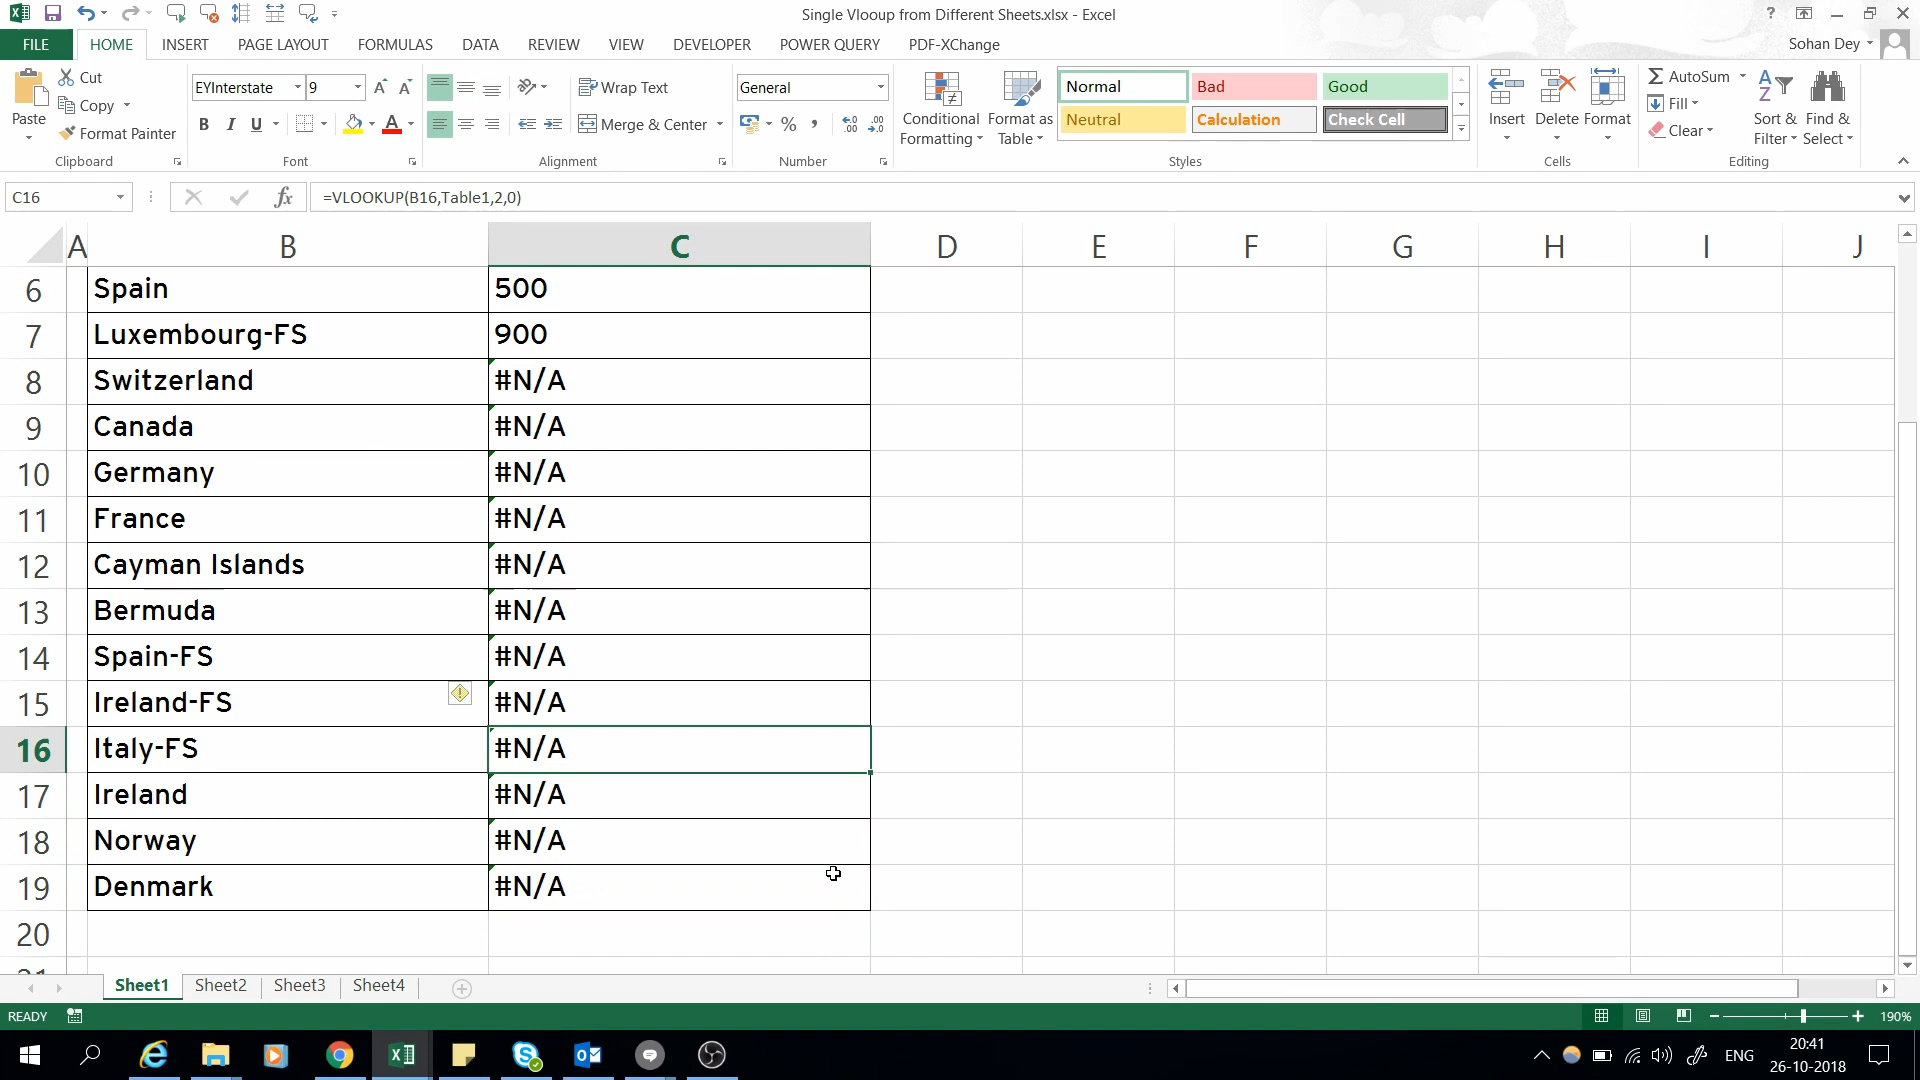 Single Vlooup from Different Sheets.xlsx - Excel
?
FILE HOME INSERT PAGE LAYOUT FORMULAS DATA REVIEW VIEW DEVELOPER POWER QUERY PDF-XChange Sohan Dey
Paste
Cut
Copy
Format Painter
Clipboard
EYInterstate 9
B I U
Font
Wrap Text
Merge & Center
Alignment
General
Number
Conditional Formatting
Format as Table
Normal Bad Good
Neutral Calculation Check Cell
Styles
Insert Delete Format
Cells
AutoSum
Fill
Clear
Sort & Filter
Find & Select
Editing
C16 fx =VLOOKUP(B16,Table1,2,0)
A B C D E F G H I J
6 Spain 500
7 Luxembourg-FS 900
8 Switzerland #N/A
9 Canada #N/A
10 Germany #N/A
11 France #N/A
12 Cayman Islands #N/A
13 Bermuda #N/A
14 Spain-FS #N/A
15 Ireland-FS #N/A
16 Italy-FS #N/A
17 Ireland #N/A
18 Norway #N/A
19 Denmark #N/A
20
21
Sheet1 Sheet2 Sheet3 Sheet4
READY 190%
ENG
20:41
26-10-2018